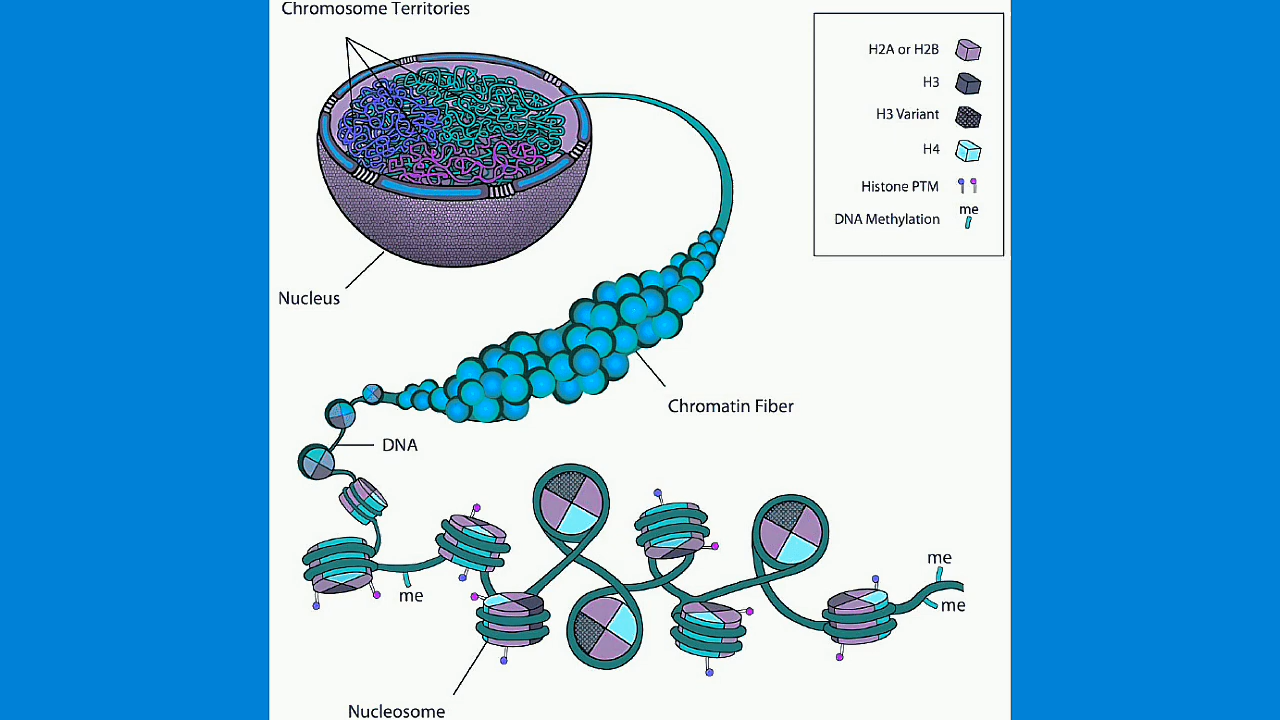 Chromosome Territories
H2A or H2B
H3
H3 Variant
H4
Histone PTM
me
DNA Methylation
Nucleus
Chromatin Fiber
DNA
me
me
me
Nucleosome